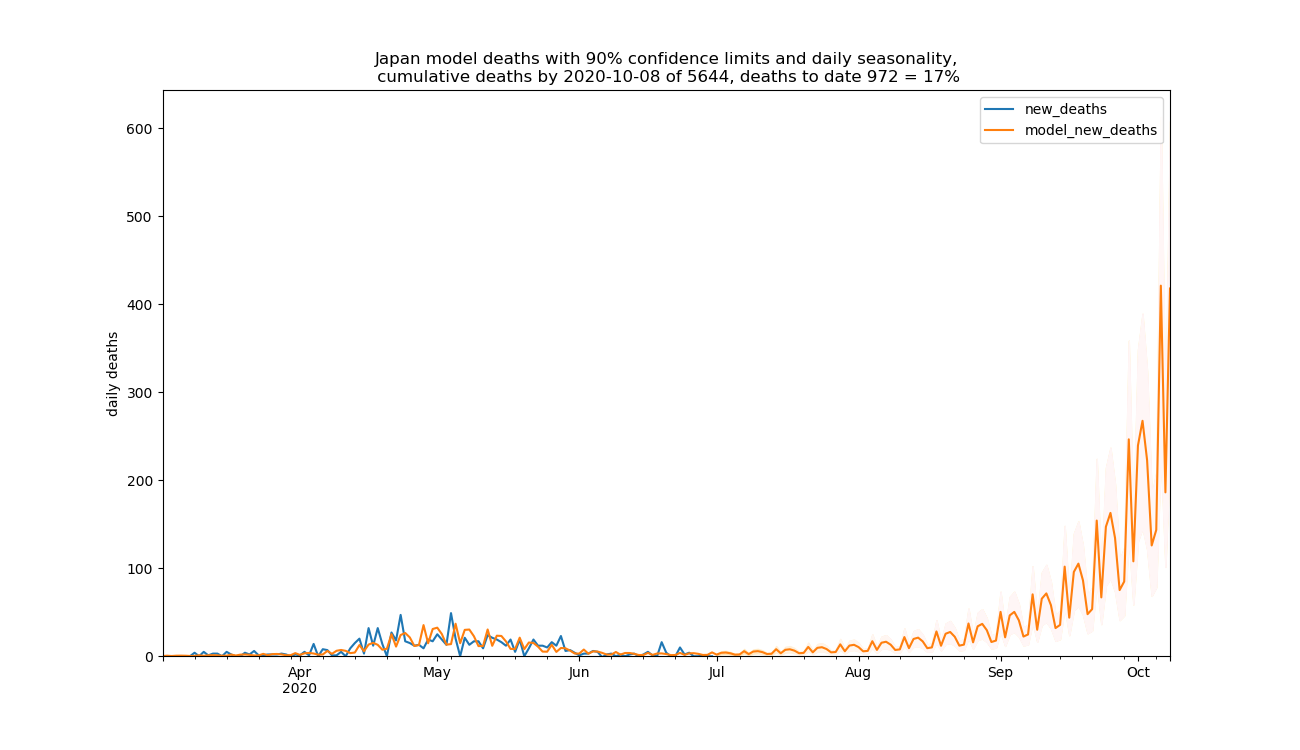 Japan model deaths with 90% confidence limits and daily seasonality,
cumulative deaths by 2020-10-08 of 5644, deaths to date 972 = 17%
new_deaths
model_new_deaths
600
500
400
300
200
100
0
daily deaths
Apr
May
Jun
Jul
Aug
Sep
Oct
2020